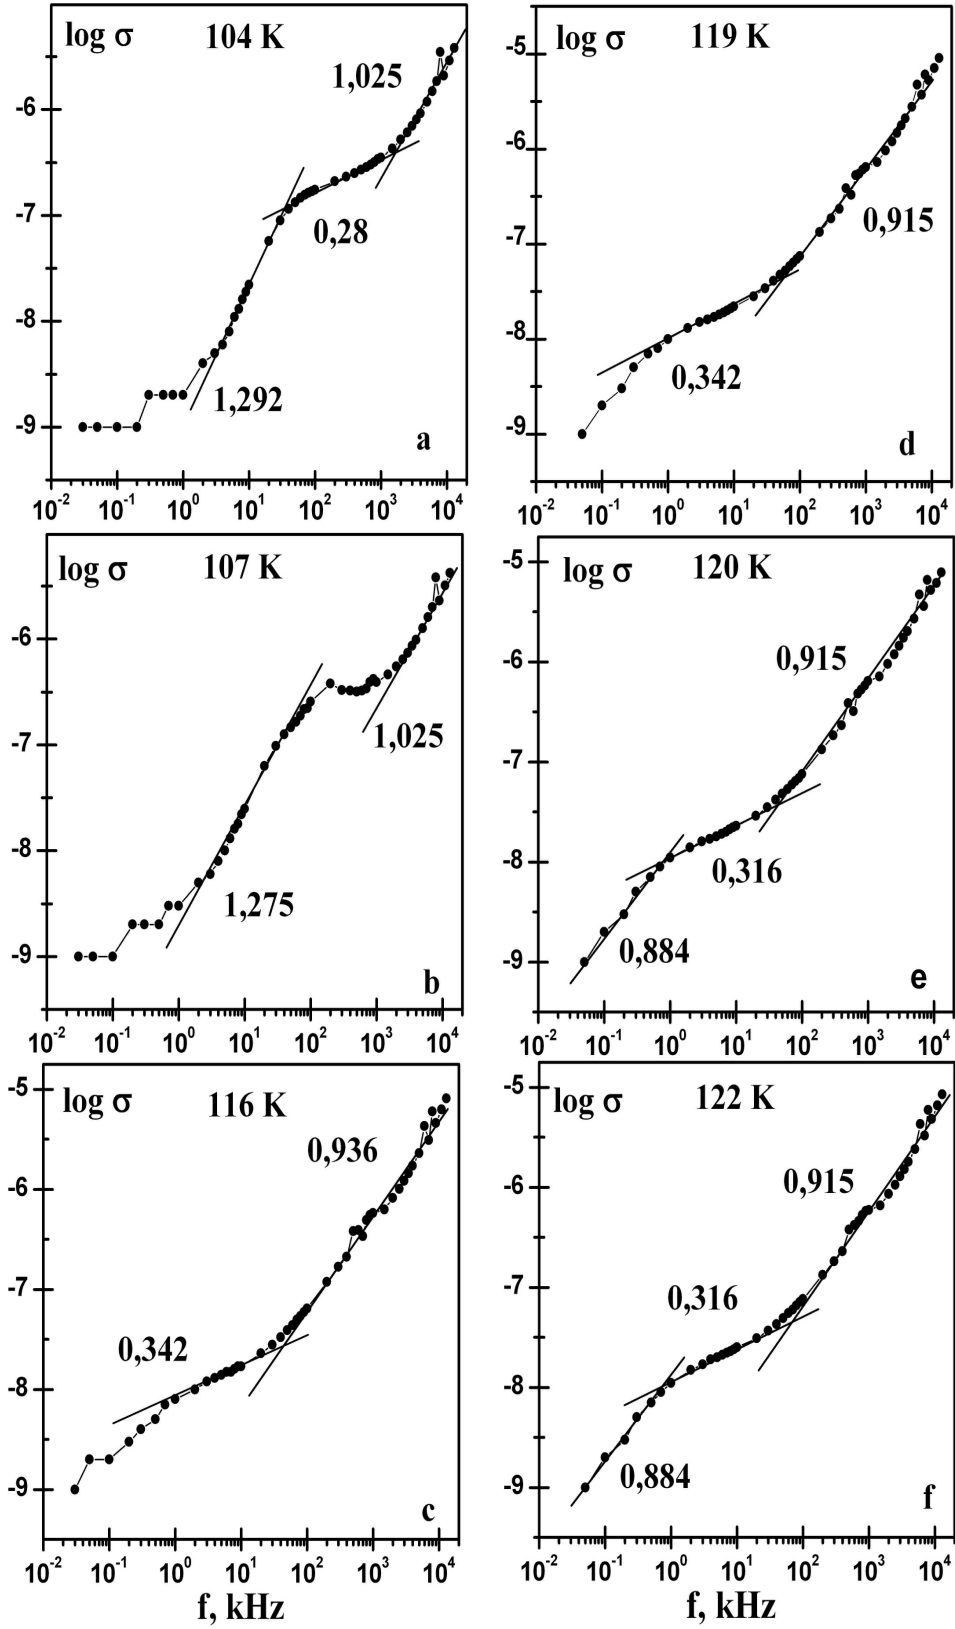 log σ 104 K
1,025
0,28
1,292
a
-6
-7
-8
-9
10-2 10-1 100 101 102 103 104
log σ 119 K
0,915
0,342
d
-5
-6
-7
-8
-9
10-2 10-1 100 101 102 103 104
log σ 107 K
1,025
1,275
b
-6
-7
-8
-9
10-2 10-1 100 101 102 103 104
log σ 120 K
0,915
0,316
0,884
e
-5
-6
-7
-8
-9
10-2 10-1 100 101 102 103 104
log σ 116 K
0,936
0,342
c
-5
-6
-7
-8
-9
10-2 10-1 100 101 102 103 104
f, kHz
log σ 122 K
0,915
0,316
0,884
f
-5
-6
-7
-8
-9
10-2 10-1 100 101 102 103 104
f, kHz